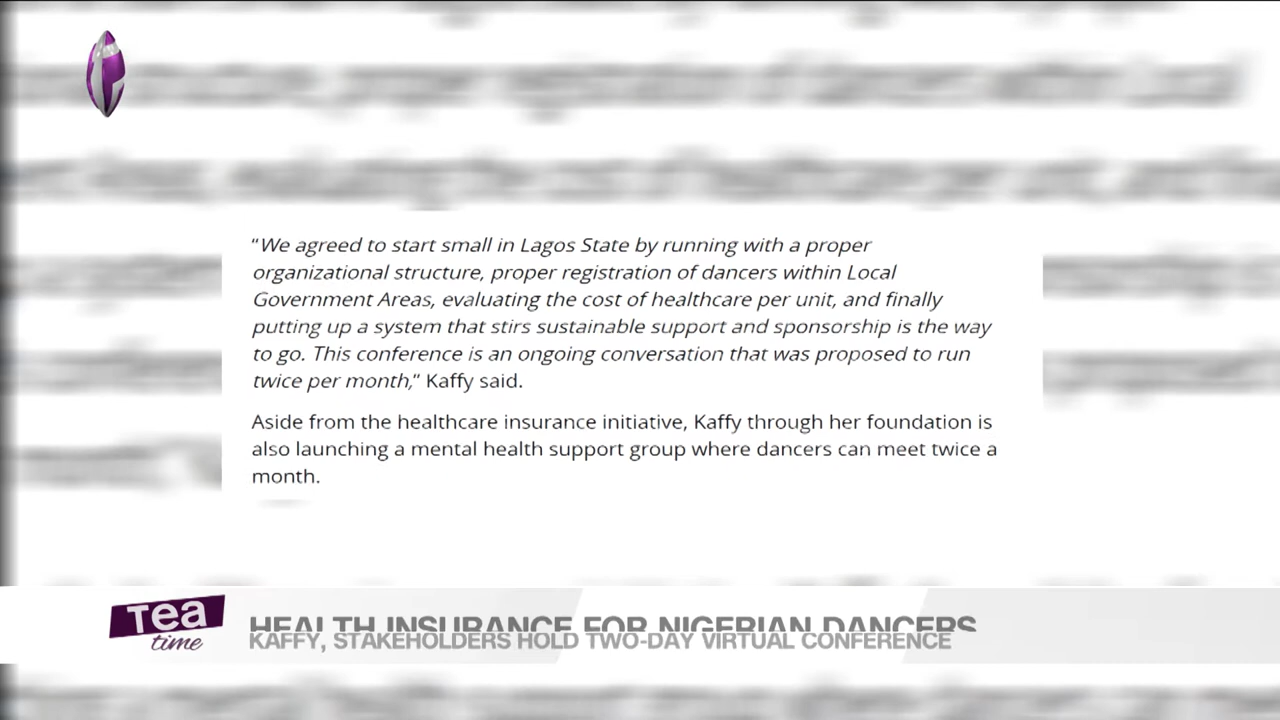 “We agreed to start small in Lagos State by running with a proper
organizational structure, proper registration of dancers within Local
Government Areas, evaluating the cost of healthcare per unit, and finally
putting up a system that stirs sustainable support and sponsorship is the way
to go. This conference is an ongoing conversation that was proposed to run
twice per month,” Kaffy said.
Aside from the healthcare insurance initiative, Kaffy through her foundation is
also launching a mental health support group where dancers can meet twice a
month.
Tea
time
HEALTH INSURANCE FOR NIGERIAN DANCERS
KAFFY, STAKEHOLDERS HOLD TWO-DAY VIRTUAL CONFERENCE